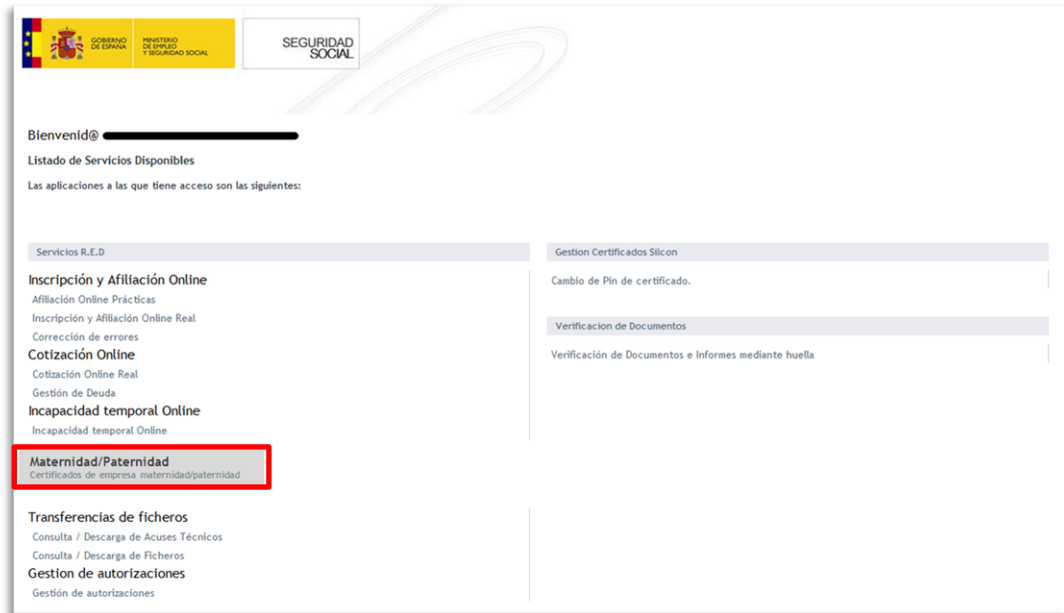 GOBIERNO
DE ESPAÑA
MINISTERIO
DE EMPLEO
Y SEGURIDAD SOCIAL
SEGURIDAD
SOCIAL
Bienvenid@
Listado de Servicios Disponibles
Las aplicaciones a las que tiene acceso son las siguientes:
Servicios R.E.D
Inscripción y Afiliación Online
Afiliación Online Prácticas
Inscripción y Afiliación Online Real
Corrección de errores
Cotización Online
Cotización Online Real
Gestión de Deuda
Incapacidad temporal Online
Incapacidad temporal Online
Maternidad/Paternidad
Certificados de empresa maternidad/paternidad
Transferencias de ficheros
Consulta / Descarga de Acuses Técnicos
Consulta / Descarga de Ficheros
Gestion de autorizaciones
Gestión de autorizaciones
Gestion Certificados Silcon
Cambio de Pin de certificado.
Verificacion de Documentos
Verificación de Documentos e Informes mediante huella